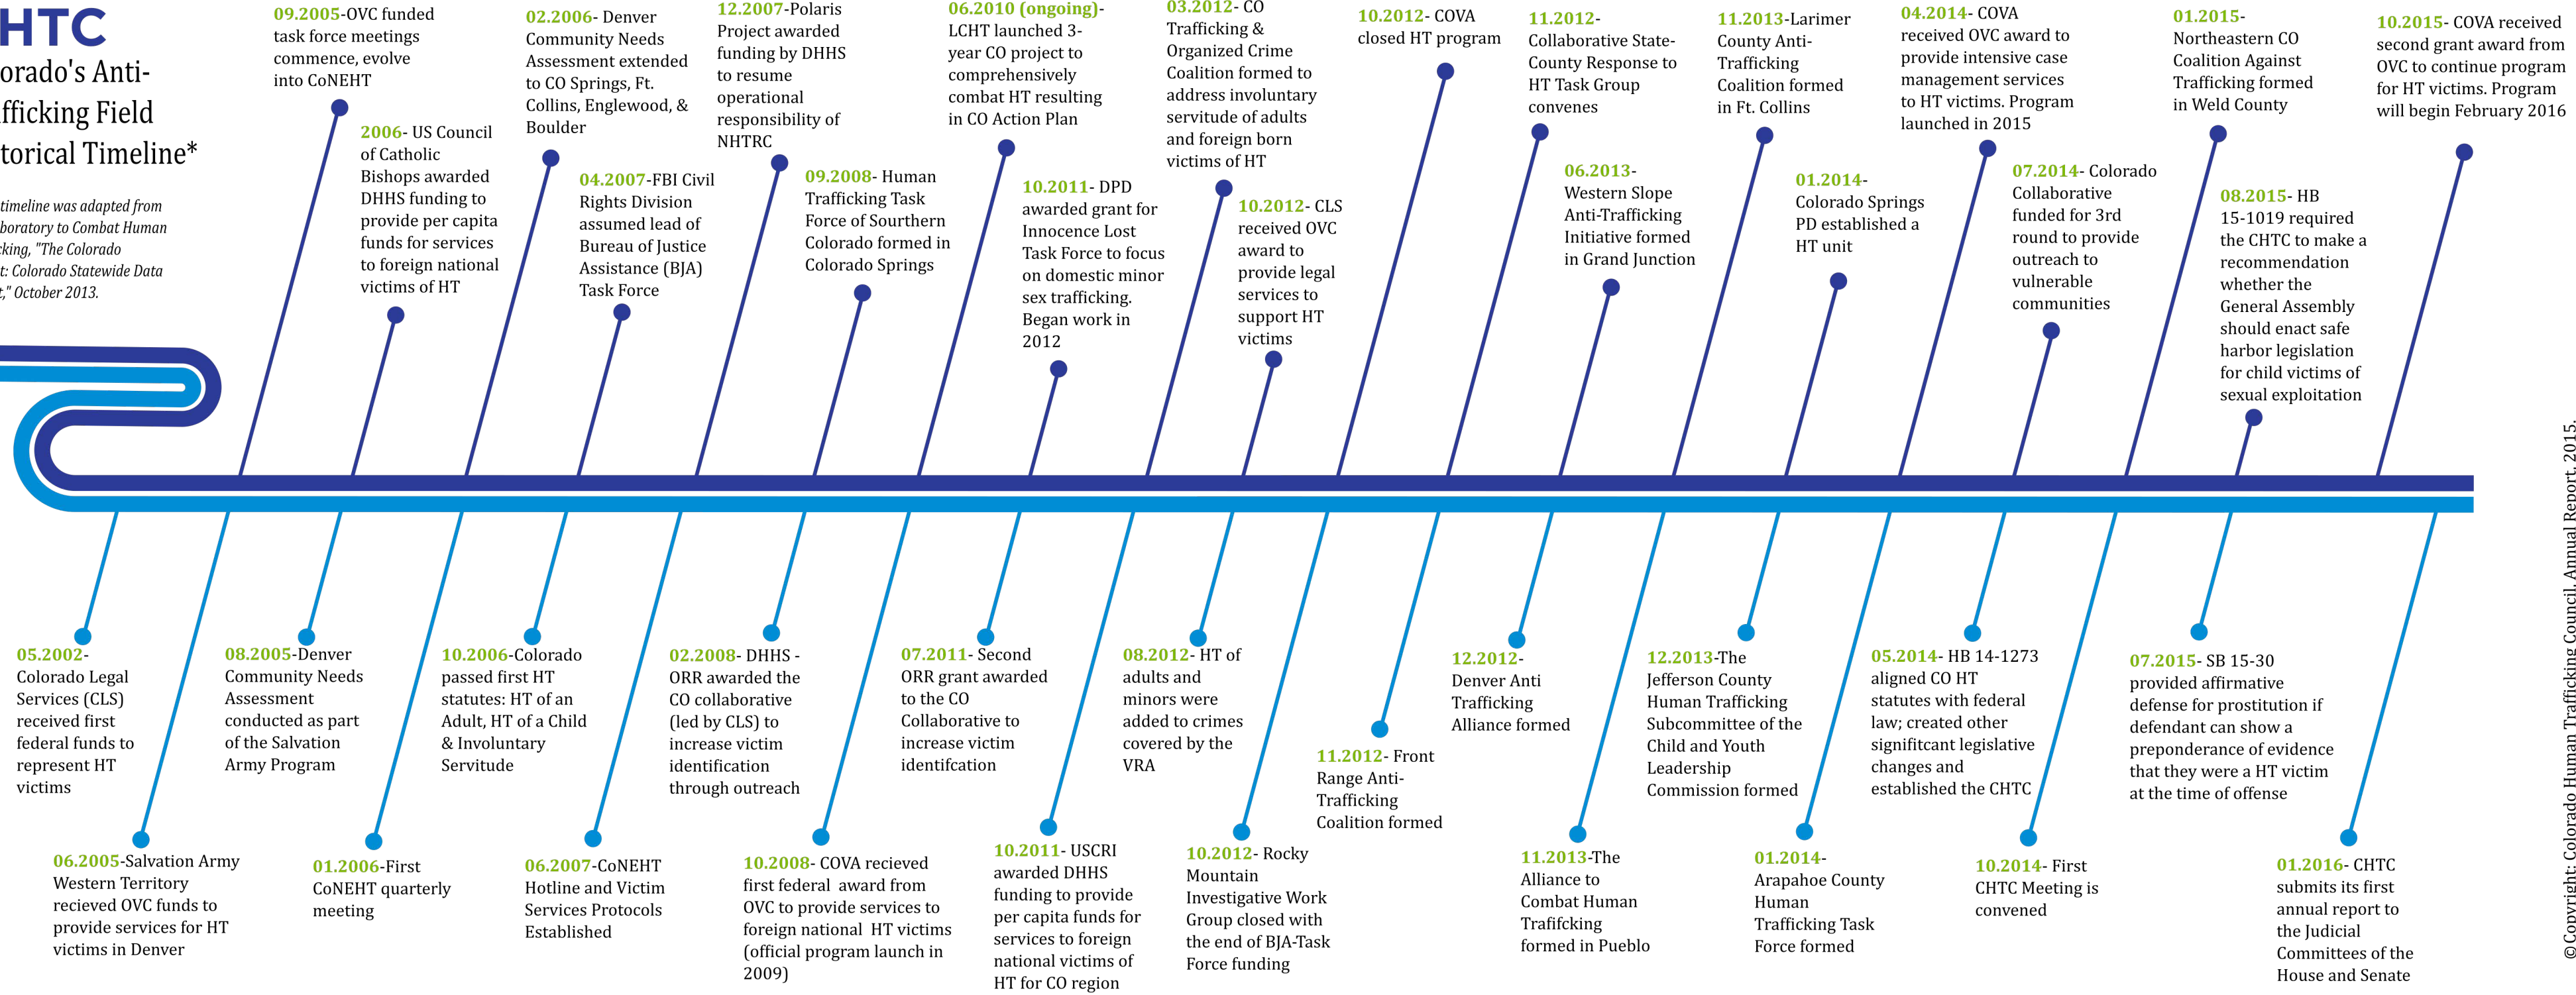 HTC
orado's Anti-
fficking Field
torical Timeline*
timeline was adapted from
boratory to Combat Human
cking, "The Colorado
t: Colorado Statewide Data
t," October 2013.
09.2005-OVC funded
task force meetings
commence, evolve
into CoNEHT
2006- US Council
of Catholic
Bishops awarded
DHHS funding to
provide per capita
funds for services
to foreign national
victims of HT
02.2006- Denver
Community Needs
Assessment extended
to CO Springs, Ft.
Collins, Englewood, &
Boulder
04.2007-FBI Civil
Rights Division
assumed lead of
Bureau of Justice
Assistance (BJA)
Task Force
12.2007-Polaris
Project awarded
funding by DHHS
to resume
operational
responsibility of
NHTRC
09.2008- Human
Trafficking Task
Force of Sourthern
Colorado formed in
Colorado Springs
06.2010 (ongoing)-
LCHT launched 3-
year CO project to
comprehensively
combat HT resulting
in CO Action Plan
10.2011- DPD
awarded grant for
Innocence Lost
Task Force to focus
on domestic minor
sex trafficking.
Began work in
2012
03.2012- CO
Trafficking &
Organized Crime
Coalition formed to
address involuntary
servitude of adults
and foreign born
victims of HT
10.2012- CLS
received OVC
award to
provide legal
services to
support HT
victims
10.2012- COVA
closed HT program
11.2012-
Collaborative State-
County Response to
HT Task Group
convenes
06.2013-
Western Slope
Anti-Trafficking
Initiative formed
in Grand Junction
11.2013-Larimer
County Anti-
Trafficking
Coalition formed
in Ft. Collins
01.2014-
Colorado Springs
PD established a
HT unit
04.2014- COVA
received OVC award to
provide intensive case
management services
to HT victims. Program
launched in 2015
07.2014- Colorado
Collaborative
funded for 3rd
round to provide
outreach to
vulnerable
communities
01.2015-
Northeastern CO
Coalition Against
Trafficking formed
in Weld County
08.2015- HB
15-1019 required
the CHTC to make a
recommendation
whether the
General Assembly
should enact safe
harbor legislation
for child victims of
sexual exploitation
10.2015- COVA received
second grant award from
OVC to continue program
for HT victims. Program
will begin February 2016
05.2002-
Colorado Legal
Services (CLS)
received first
federal funds to
represent HT
victims
06.2005-Salvation Army
Western Territory
recieved OVC funds to
provide services for HT
victims in Denver
08.2005-Denver
Community Needs
Assessment
conducted as part
of the Salvation
Army Program
01.2006-First
CoNEHT quarterly
meeting
10.2006-Colorado
passed first HT
statutes: HT of an
Adult, HT of a Child
& Involuntary
Servitude
06.2007-CoNEHT
Hotline and Victim
Services Protocols
Established
02.2008- DHHS -
ORR awarded the
CO collaborative
(led by CLS) to
increase victim
identification
through outreach
10.2008- COVA recieved
first federal award from
OVC to provide services to
foreign national HT victims
(official program launch in
2009)
07.2011- Second
ORR grant awarded
to the CO
Collaborative to
increase victim
identifcation
10.2011- USCRI
awarded DHHS
funding to provide
per capita funds for
services to foreign
national victims of
HT for CO region
08.2012- HT of
adults and
minors were
added to crimes
covered by the
VRA
10.2012- Rocky
Mountain
Investigative Work
Group closed with
the end of BJA-Task
Force funding
11.2012- Front
Range Anti-
Trafficking
Coalition formed
12.2012-
Denver Anti
Trafficking
Alliance formed
11.2013-The
Alliance to
Combat Human
Trafifcking
formed in Pueblo
12.2013-The
Jefferson County
Human Trafficking
Subcommittee of the
Child and Youth
Leadership
Commission formed
01.2014-
Arapahoe County
Human
Trafficking Task
Force formed
05.2014- HB 14-1273
aligned CO HT
statutes with federal
law; created other
signifitcant legislative
changes and
established the CHTC
10.2014- First
CHTC Meeting is
convened
07.2015- SB 15-30
provided affirmative
defense for prostitution if
defendant can show a
preponderance of evidence
that they were a HT victim
at the time of offense
01.2016- CHTC
submits its first
annual report to
the Judicial
Committees of the
House and Senate
©Copyright: Colorado Human Trafficking Council, Annual Report, 2015.